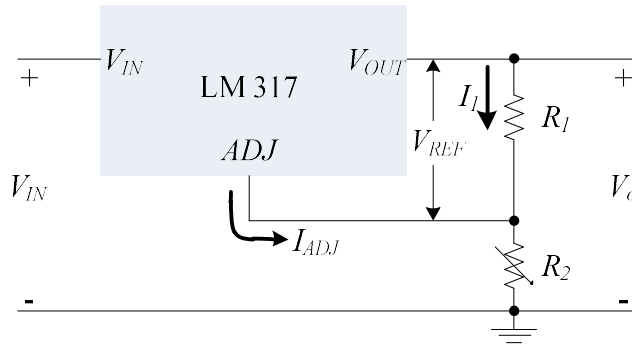 V_IN
V_OUT
LM 317
I_1
R_1
ADJ
V_REF
+
+
V_IN
I_ADJ
R_2
-
-